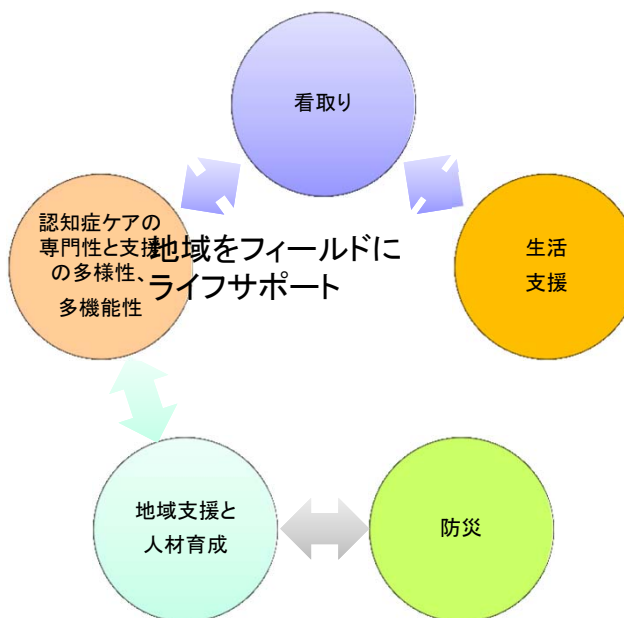 看取り
認知症ケアの
専門性と支援
の多様性、
多機能性
地域をフィールドに
ライフサポート
生活
支援
地域支援と
人材育成
防災